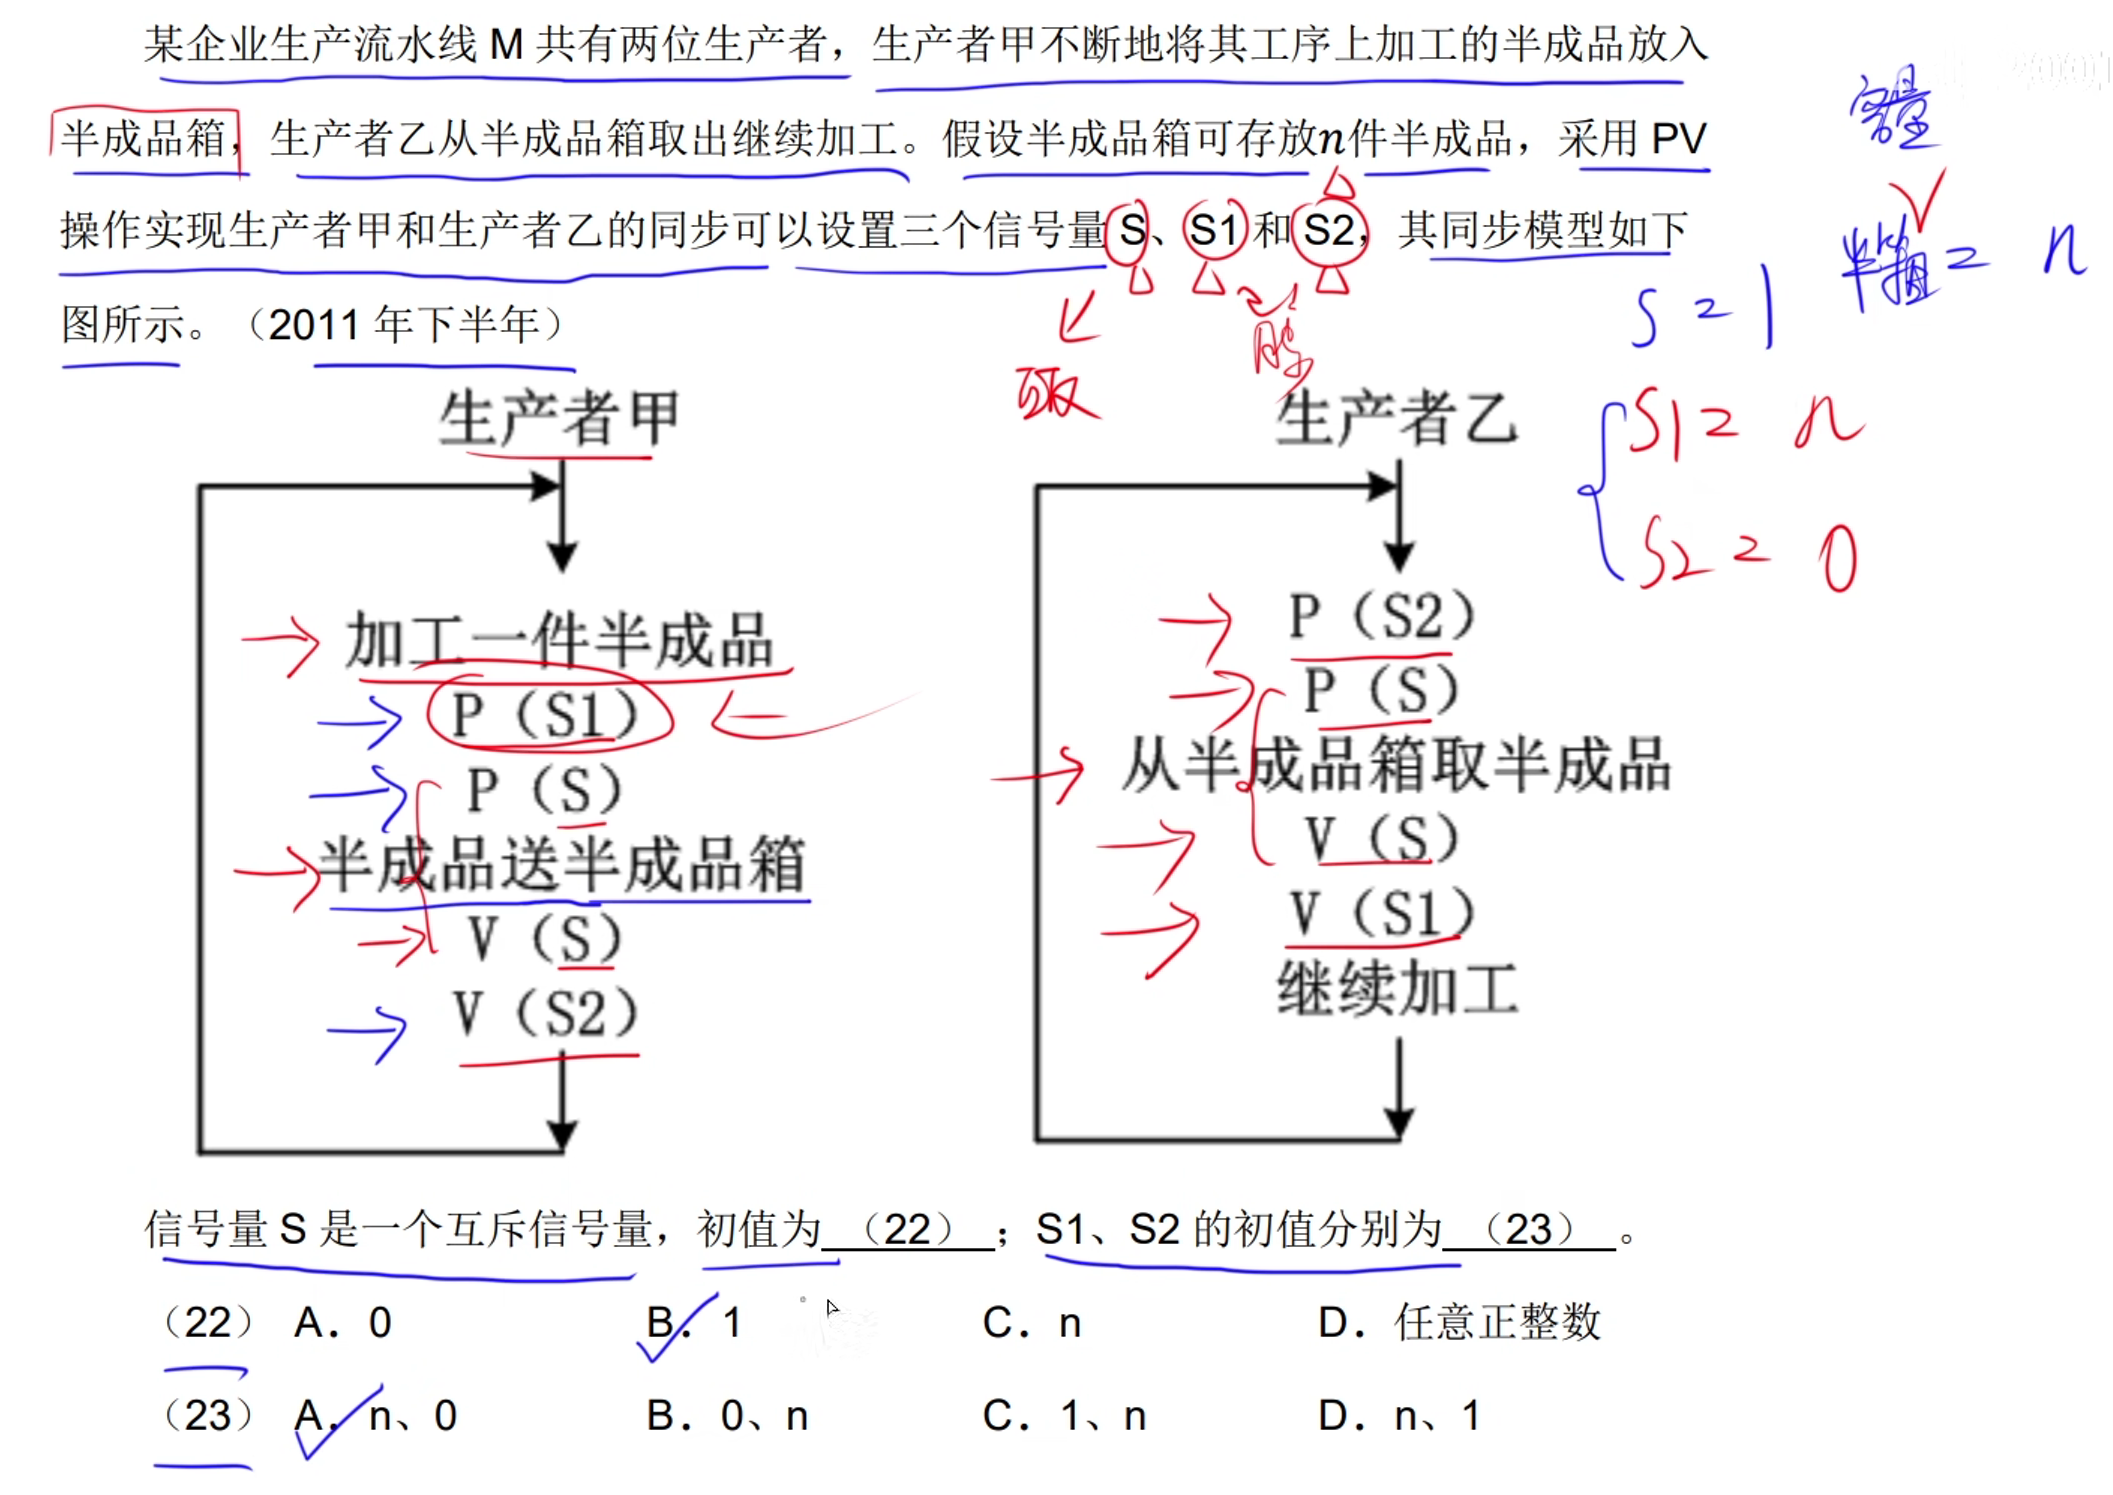 某企业生产流水线 M 共有两位生产者，生产者甲不断地将其工序上加工的半成品放入
半成品箱，生产者乙从半成品箱取出继续加工。假设半成品箱可存放n件半成品，采用 PV
操作实现生产者甲和生产者乙的同步可以设置三个信号量 S、S1 和 S2，其同步模型如下
图所示。（2011 年下半年）
容量
半箱 = n
S = 1
S1 = n
S2 = 0
互斥
生产者甲
加工一件半成品
P（S1）
P（S）
半成品送半成品箱
V（S）
V（S2）
生产者乙
P（S2）
P（S）
从半成品箱取半成品
V（S）
V（S1）
继续加工
信号量 S 是一个互斥信号量，初值为 （22） ；S1、S2 的初值分别为 （23） 。
（22） A．0 B．1 C．n D．任意正整数
（23） A．n、0 B．0、n C．1、n D．n、1